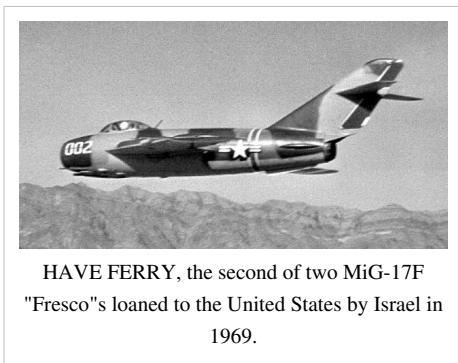 002
HAVE FERRY, the second of two MiG-17F
"Fresco"s loaned to the United States by Israel in
1969.